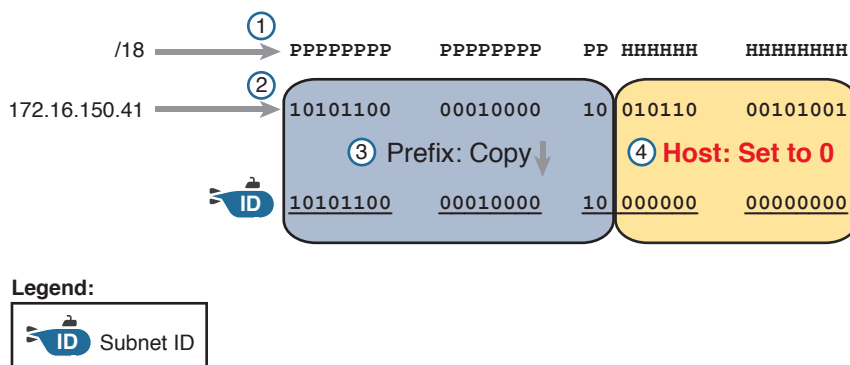 1
/18 PPPPPPPP PPPPPPPP PP HHHHHH HHHHHHHH
2
172.16.150.41 10101100 00010000 10 010110 00101001
3 Prefix: Copy 4 Host: Set to 0
ID 10101100 00010000 10 000000 00000000
Legend:
ID Subnet ID